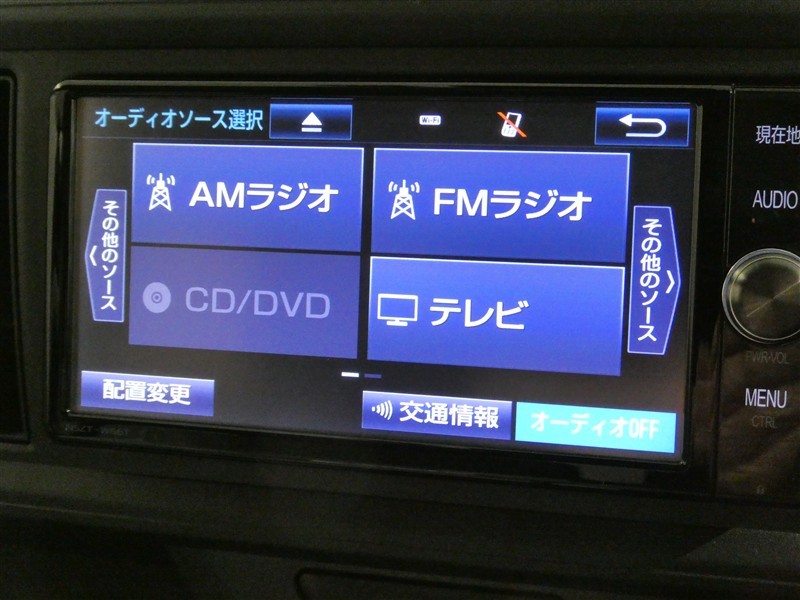 オーディオソース選択
Wi-Fi
現在地
AMラジオ
FMラジオ
AUDIO
その他のソース
その他のソース
CD/DVD
テレビ
PWR-VOL
配置変更
交通情報
オーディオOFF
MENU
CTRL